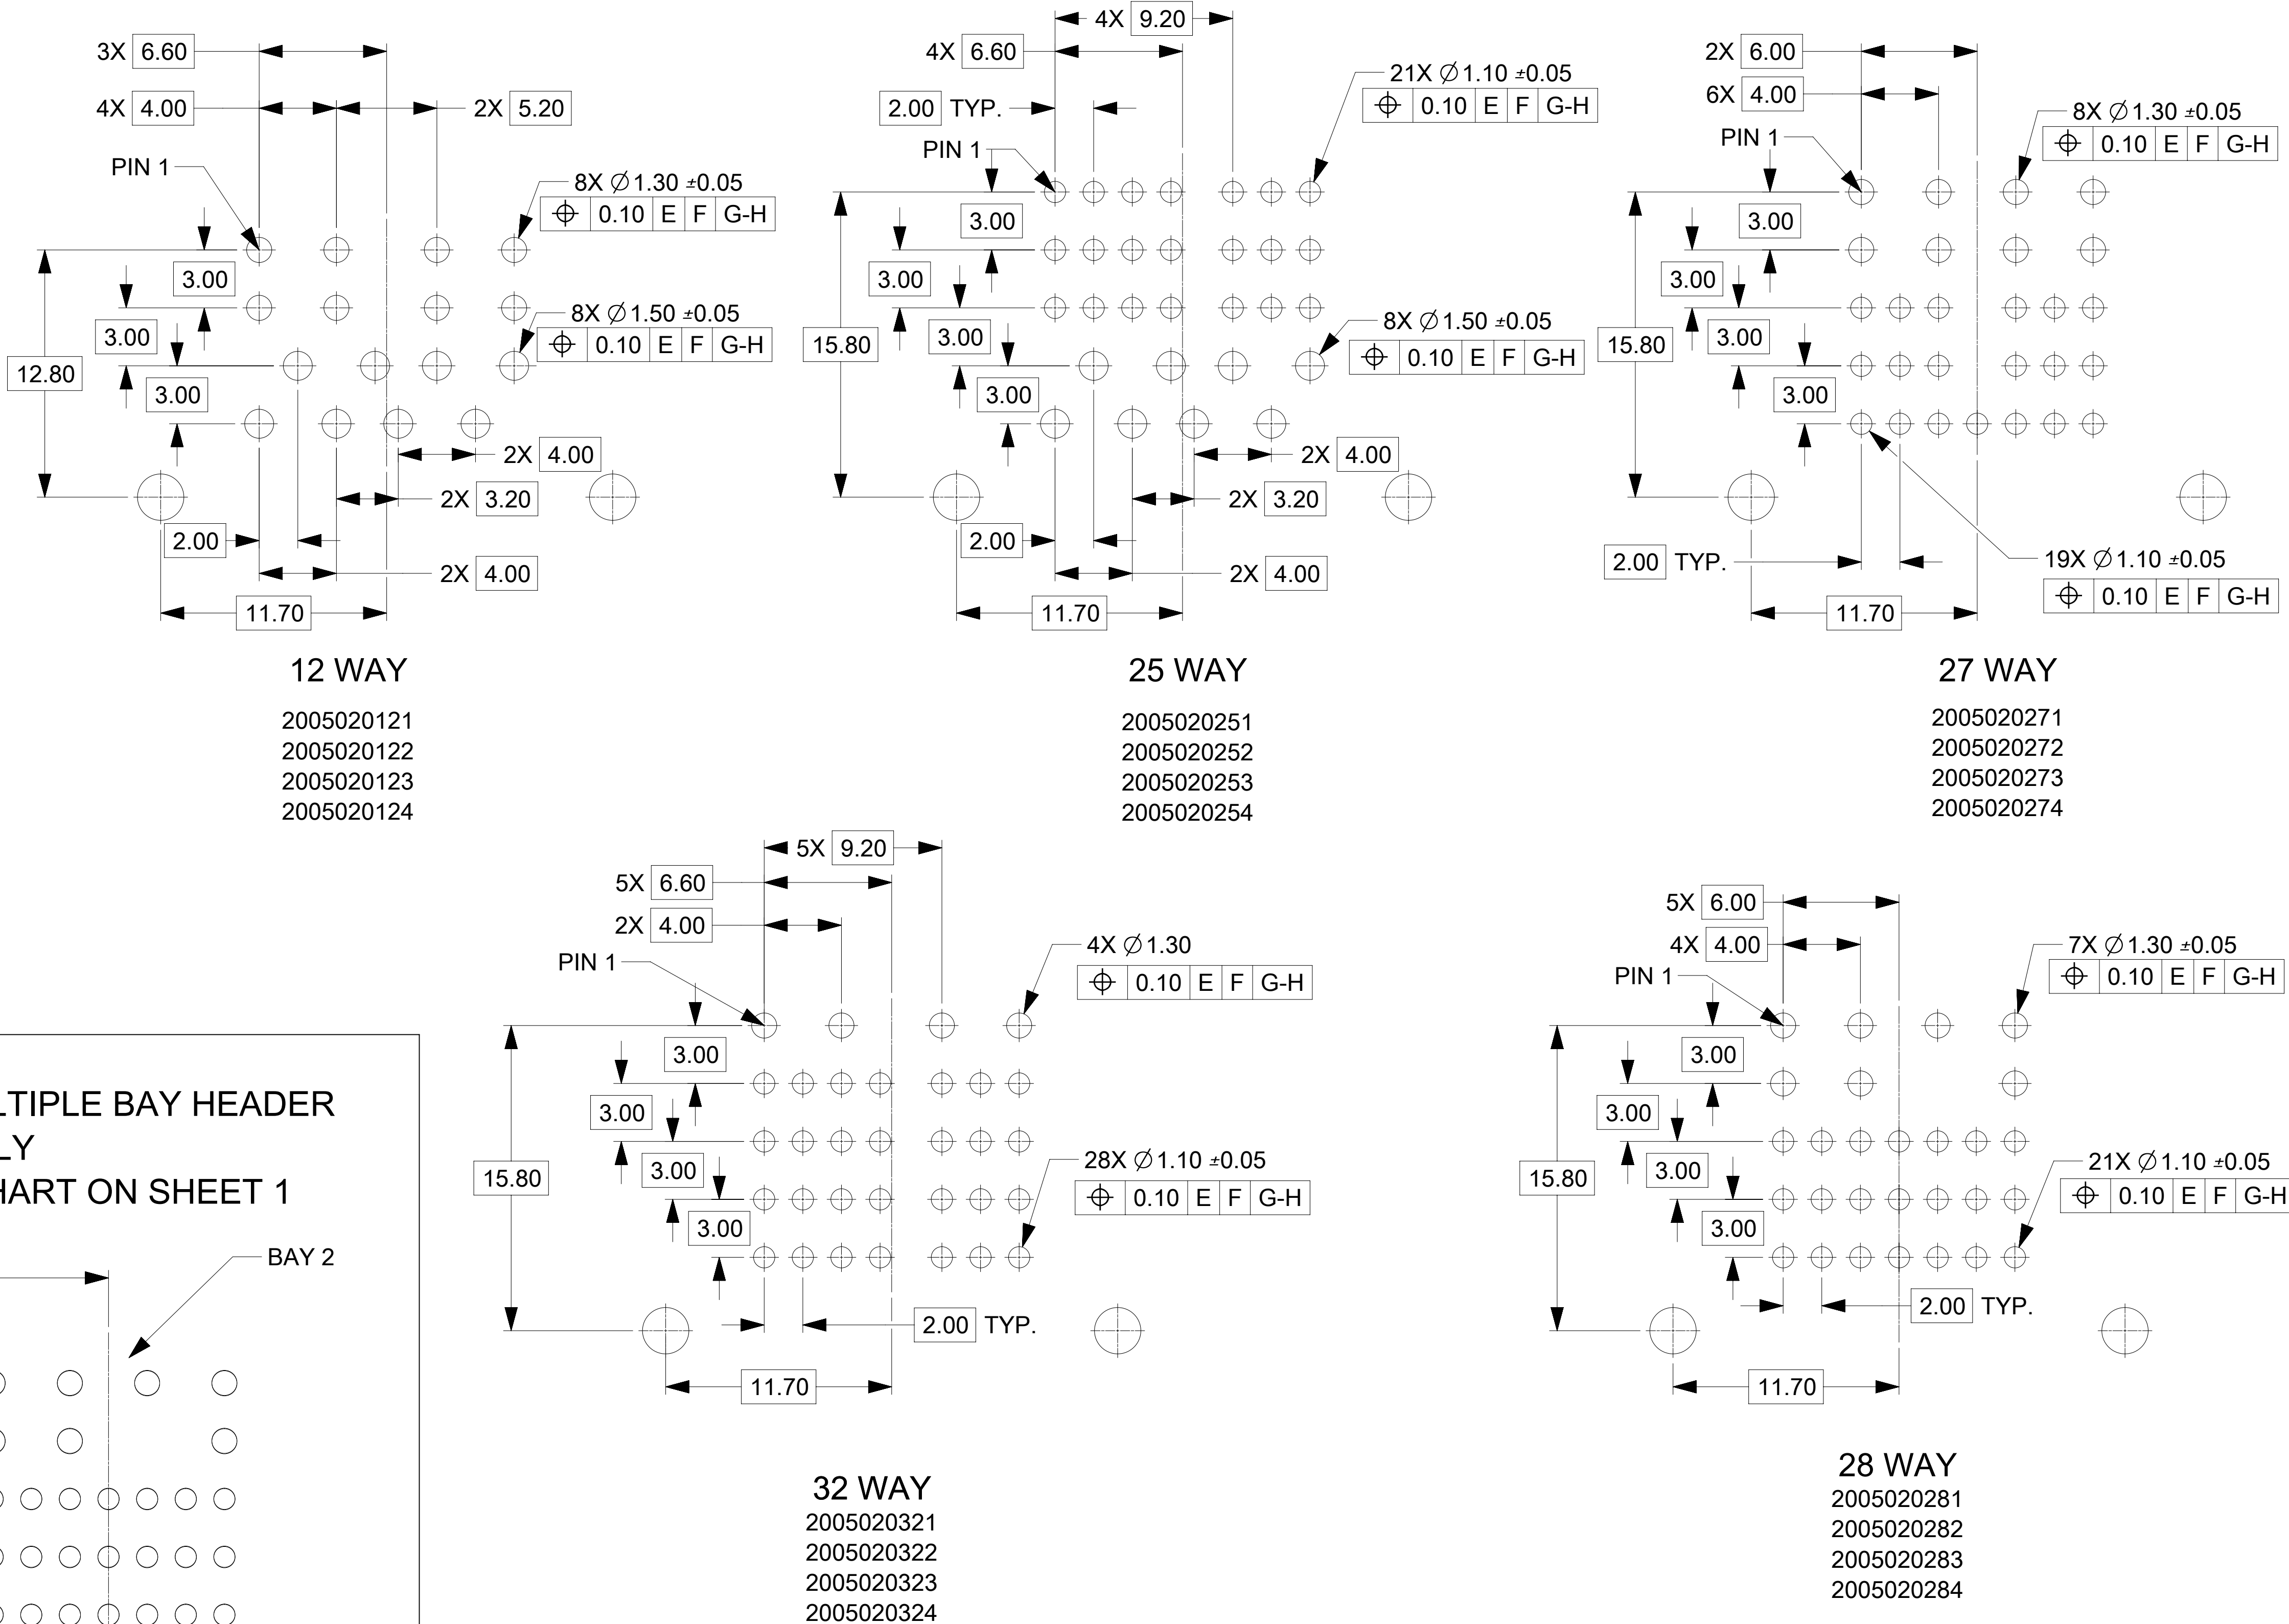 3X 6.60
4X 4.00
2X 5.20
PIN 1
8X ∅1.30 ±0.05
⌖ 0.10 E F G-H
3.00
8X ∅1.50 ±0.05
⌖ 0.10 E F G-H
3.00
12.80
3.00
2X 4.00
2X 3.20
2.00
2X 4.00
11.70
12 WAY
2005020121
2005020122
2005020123
2005020124
4X 9.20
4X 6.60
21X ∅1.10 ±0.05
⌖ 0.10 E F G-H
2.00 TYP.
PIN 1
3.00
3.00
8X ∅1.50 ±0.05
⌖ 0.10 E F G-H
3.00
15.80
3.00
2X 4.00
2X 3.20
2.00
2X 4.00
11.70
25 WAY
2005020251
2005020252
2005020253
2005020254
2X 6.00
6X 4.00
8X ∅1.30 ±0.05
⌖ 0.10 E F G-H
PIN 1
3.00
3.00
3.00
15.80
3.00
2.00 TYP.
19X ∅1.10 ±0.05
⌖ 0.10 E F G-H
11.70
27 WAY
2005020271
2005020272
2005020273
2005020274
LTIPLE BAY HEADER
LY
HART ON SHEET 1
BAY 2
5X 9.20
5X 6.60
2X 4.00
4X ∅1.30
⌖ 0.10 E F G-H
PIN 1
3.00
3.00
3.00
28X ∅1.10 ±0.05
⌖ 0.10 E F G-H
15.80
3.00
2.00 TYP.
11.70
32 WAY
2005020321
2005020322
2005020323
2005020324
5X 6.00
4X 4.00
7X ∅1.30 ±0.05
⌖ 0.10 E F G-H
PIN 1
3.00
3.00
3.00
21X ∅1.10 ±0.05
⌖ 0.10 E F G-H
15.80
3.00
2.00 TYP.
11.70
28 WAY
2005020281
2005020282
2005020283
2005020284